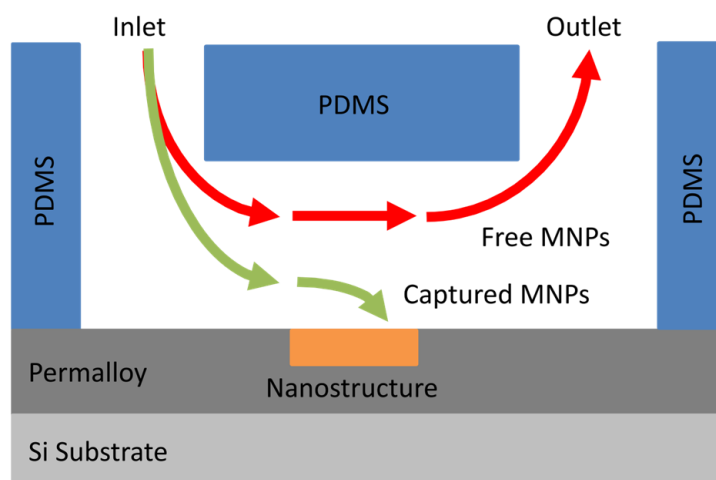 Inlet
Outlet
PDMS
PDMS
PDMS
Free MNPs
Captured MNPs
Permalloy
Nanostructure
Si Substrate